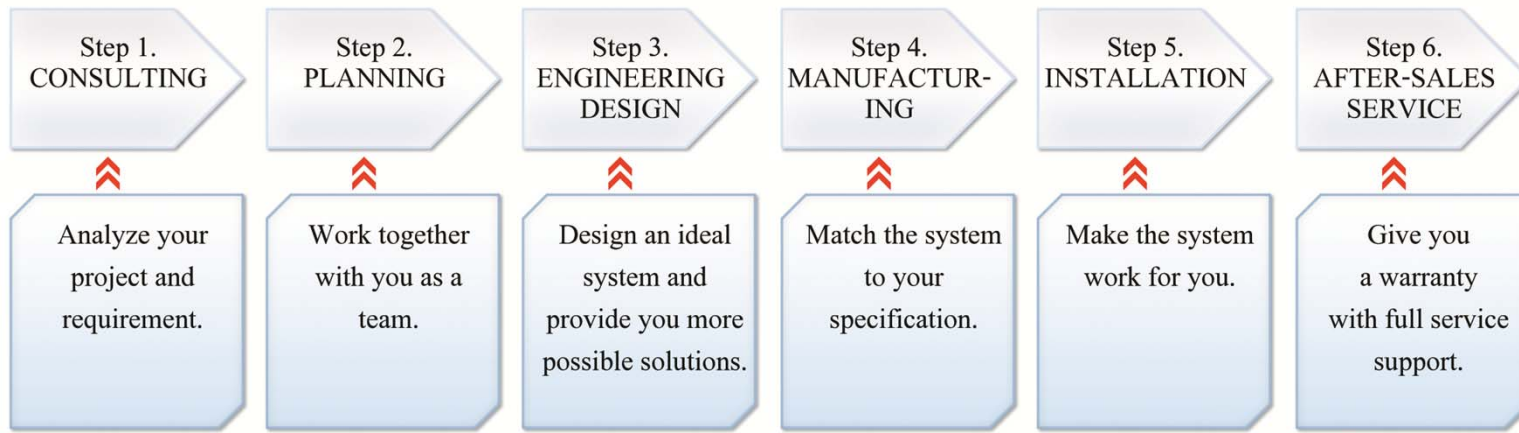 Step 1.
CONSULTING
Step 2.
PLANNING
Step 3.
ENGINEERING
DESIGN
Step 4.
MANUFACTUR-
ING
Step 5.
INSTALLATION
Step 6.
AFTER-SALES
SERVICE
Analyze your
project and
requirement.
Work together
with you as a
team.
Design an ideal
system and
provide you more
possible solutions.
Match the system
to your
specification.
Make the system
work for you.
Give you
a warranty
with full service
support.